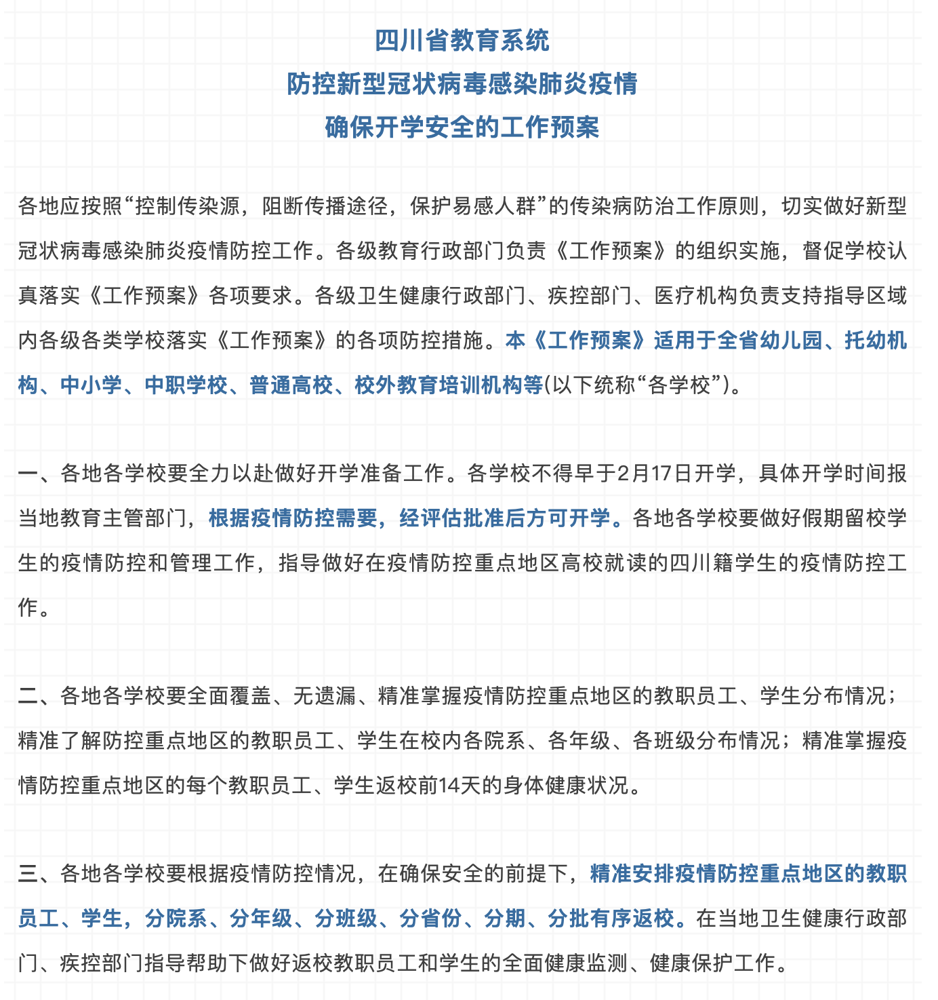 四川省教育系统
防控新型冠状病毒感染肺炎疫情
确保开学安全的工作预案
各地应按照“控制传染源，阻断传播途径，保护易感人群”的传染病防治工作原则，切实做好新型
冠状病毒感染肺炎疫情防控工作。各级教育行政部门负责《工作预案》的组织实施，督促学校认
真落实《工作预案》各项要求。各级卫生健康行政部门、疾控部门、医疗机构负责支持指导区域
内各级各类学校落实《工作预案》的各项防控措施。本《工作预案》适用于全省幼儿园、托幼机
构、中小学、中职学校、普通高校、校外教育培训机构等(以下统称“各学校”)。
一、各地各学校要全力以赴做好开学准备工作。各学校不得早于2月17日开学，具体开学时间报
当地教育主管部门，根据疫情防控需要，经评估批准后方可开学。各地各学校要做好假期留校学
生的疫情防控和管理工作，指导做好在疫情防控重点地区高校就读的四川籍学生的疫情防控工
作。
二、各地各学校要全面覆盖、无遗漏、精准掌握疫情防控重点地区的教职员工、学生分布情况；
精准了解防控重点地区的教职员工、学生在校内各院系、各年级、各班级分布情况；精准掌握疫
情防控重点地区的每个教职员工、学生返校前14天的身体健康状况。
三、各地各学校要根据疫情防控情况，在确保安全的前提下，精准安排疫情防控重点地区的教职
员工、学生，分院系、分年级、分班级、分省份、分期、分批有序返校。在当地卫生健康行政部
门、疾控部门指导帮助下做好返校教职员工和学生的全面健康监测、健康保护工作。